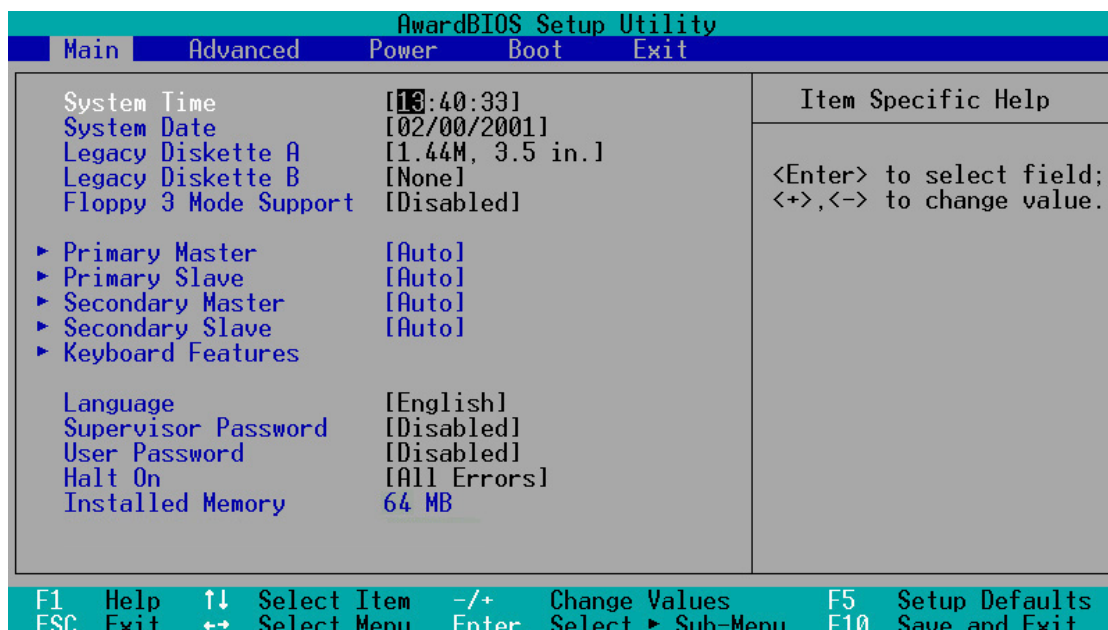 AwardBIOS Setup Utility
Main Advanced Power Boot Exit
System Time [13:40:33]
System Date [02/00/2001]
Legacy Diskette A [1.44M, 3.5 in.]
Legacy Diskette B [None]
Floppy 3 Mode Support [Disabled]
▶ Primary Master [Auto]
▶ Primary Slave [Auto]
▶ Secondary Master [Auto]
▶ Secondary Slave [Auto]
▶ Keyboard Features
Language [English]
Supervisor Password [Disabled]
User Password [Disabled]
Halt On [All Errors]
Installed Memory 64 MB
Item Specific Help
<Enter> to select field;
<+>,<-> to change value.
F1 Help ↑↓ Select Item -/+ Change Values F5 Setup Defaults
ESC Exit ←→ Select Menu Enter Select ▶ Sub-Menu F10 Save and Exit